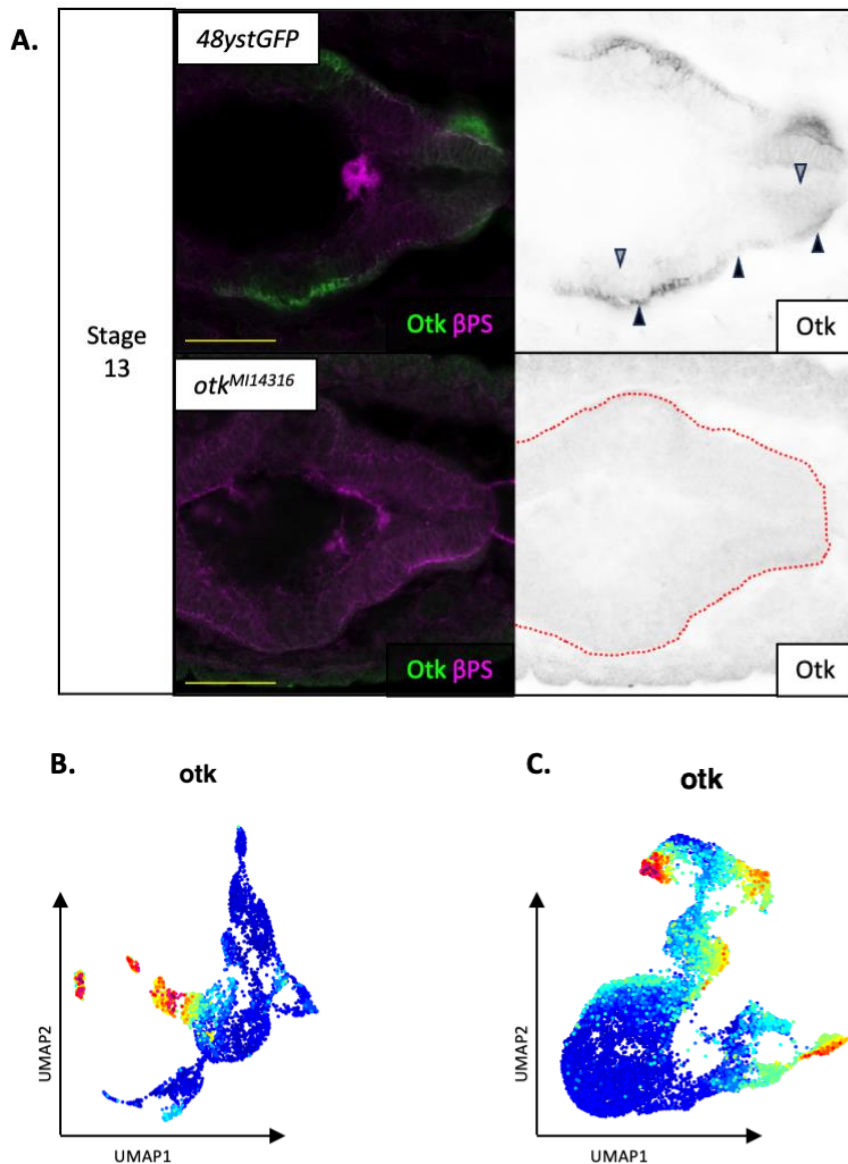 A.
48ystGFP
Otk βPS
Otk
Stage
13
otkMI14316
Otk βPS
Otk
B.
otk
UMAP2
UMAP1
C.
otk
UMAP2
UMAP1